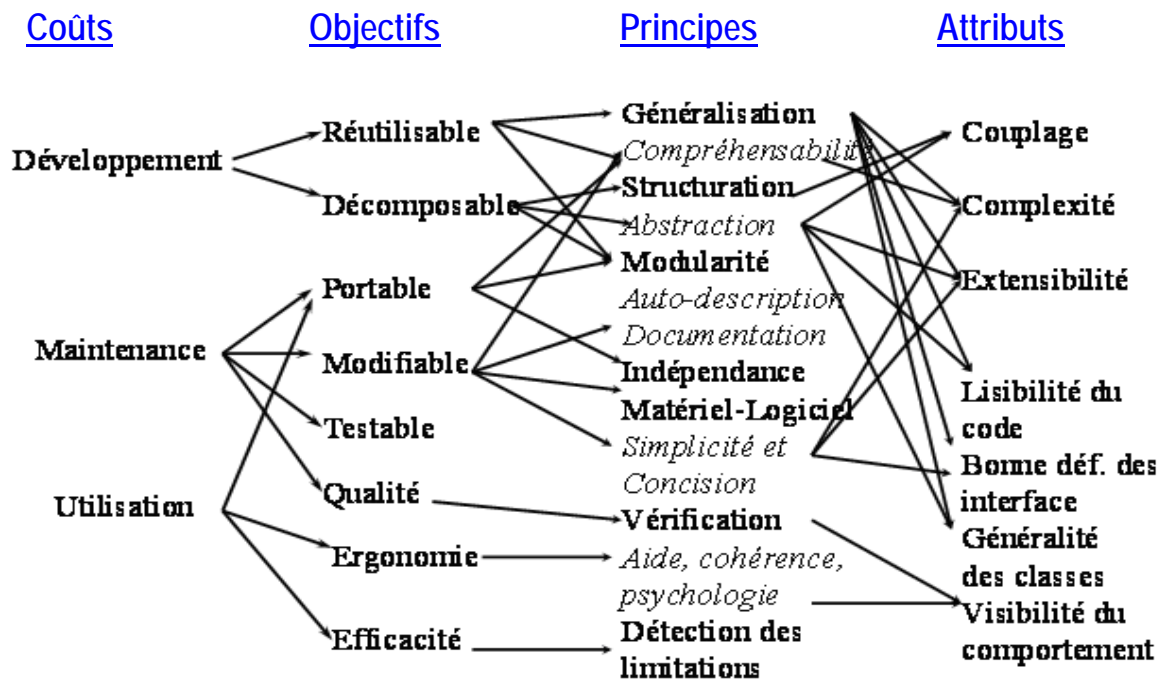 Coûts
Objectifs
Principes
Attributs
Développement
Maintenance
Utilisation
Réutilisable
Décomposable
Portable
Modifiable
Testable
Qualité
Ergonomie
Efficacité
Généralisation
Compréhensabilité
Structuration
Abstraction
Modularité
Auto-description
Documentation
Indépendance
Matériel-Logiciel
Simplicité et
Concision
Vérification
Aide, cohérence,
psychologie
Détection des
limitations
Couplage
Complexité
Extensibilité
Lisibilité du
code
Bonne déf. des
interface
Généralité
des classes
Visibilité du
comportement